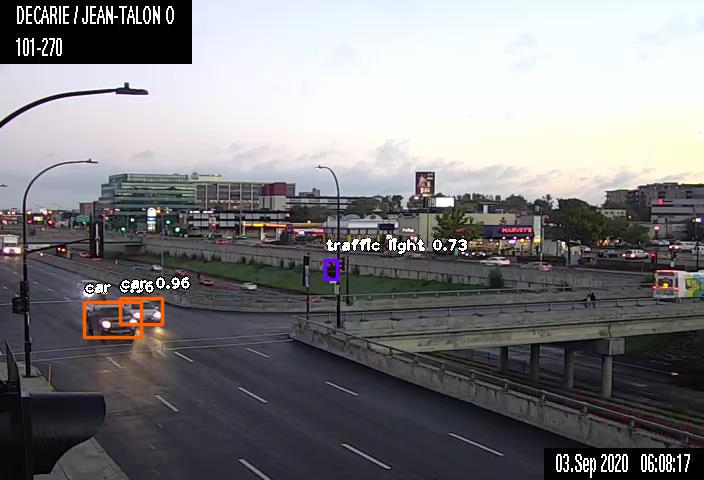 DECARIE / JEAN-TALON O
101-270
traffic light 0.73
car 0.96
HARVEY'S
03.Sep 2020 06:08:17